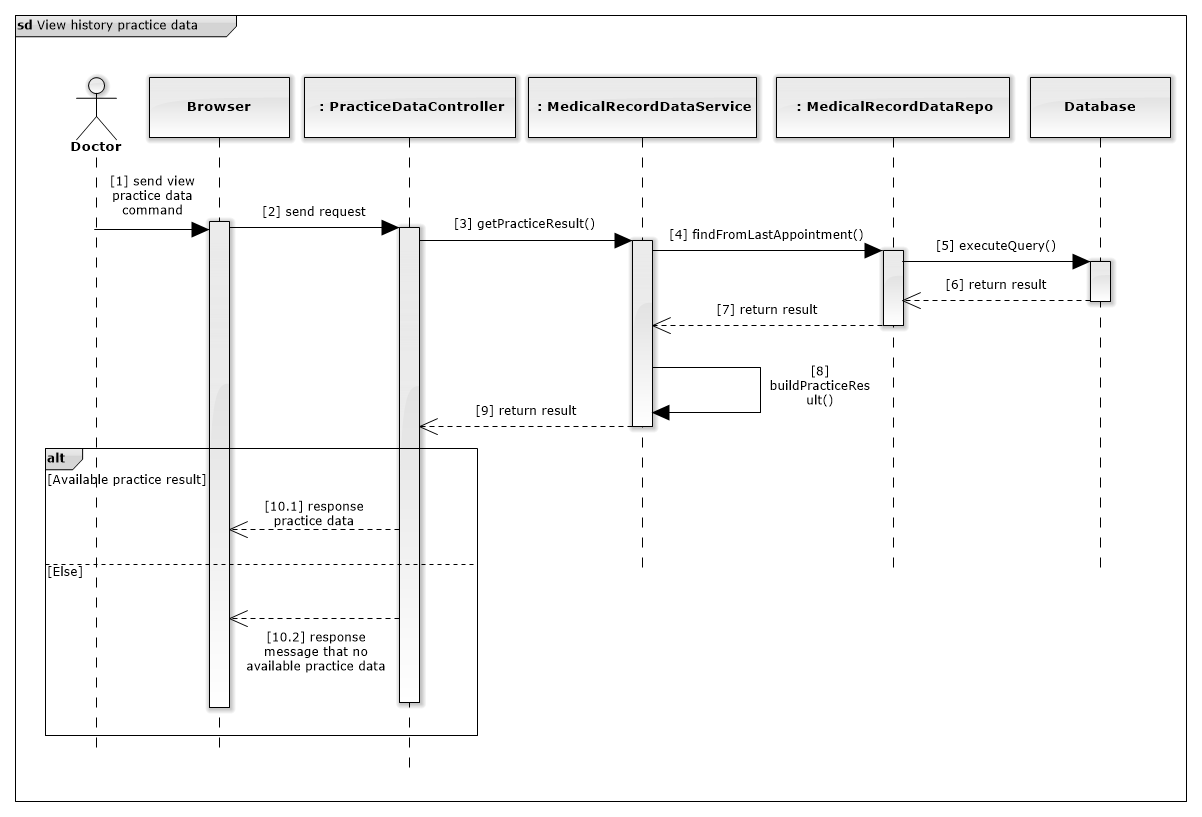 sd View history practice data
Doctor
Browser
: PracticeDataController
: MedicalRecordDataService
: MedicalRecordDataRepo
Database
[1] send view
practice data
command
[2] send request
[3] getPracticeResult()
[4] findFromLastAppointment()
[5] executeQuery()
[6] return result
[7] return result
[8]
buildPracticeRes
ult()
[9] return result
alt
[Available practice result]
[10.1] response
practice data
[Else]
[10.2] response
message that no
available practice data